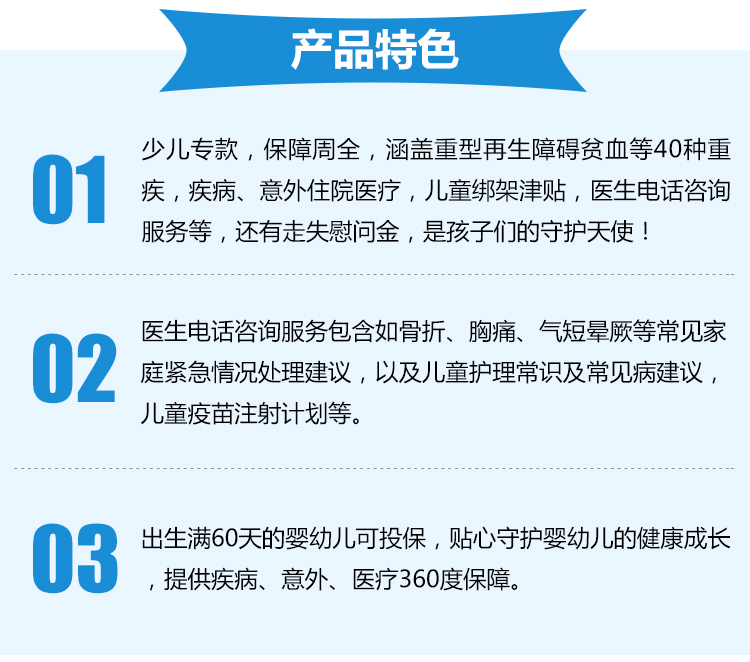 产品特色
01
少儿专款，保障周全，涵盖重型再生障碍贫血等40种重
疾，疾病、意外住院医疗，儿童绑架津贴，医生电话咨询
服务等，还有走失慰问金，是孩子们的守护天使！
02
医生电话咨询服务包含如骨折、胸痛、气短晕厥等常见家
庭紧急情况处理建议，以及儿童护理常识及常见病建议，
儿童疫苗注射计划等。
03
出生满60天的婴幼儿可投保，贴心守护婴幼儿的健康成长
，提供疾病、意外、医疗360度保障。